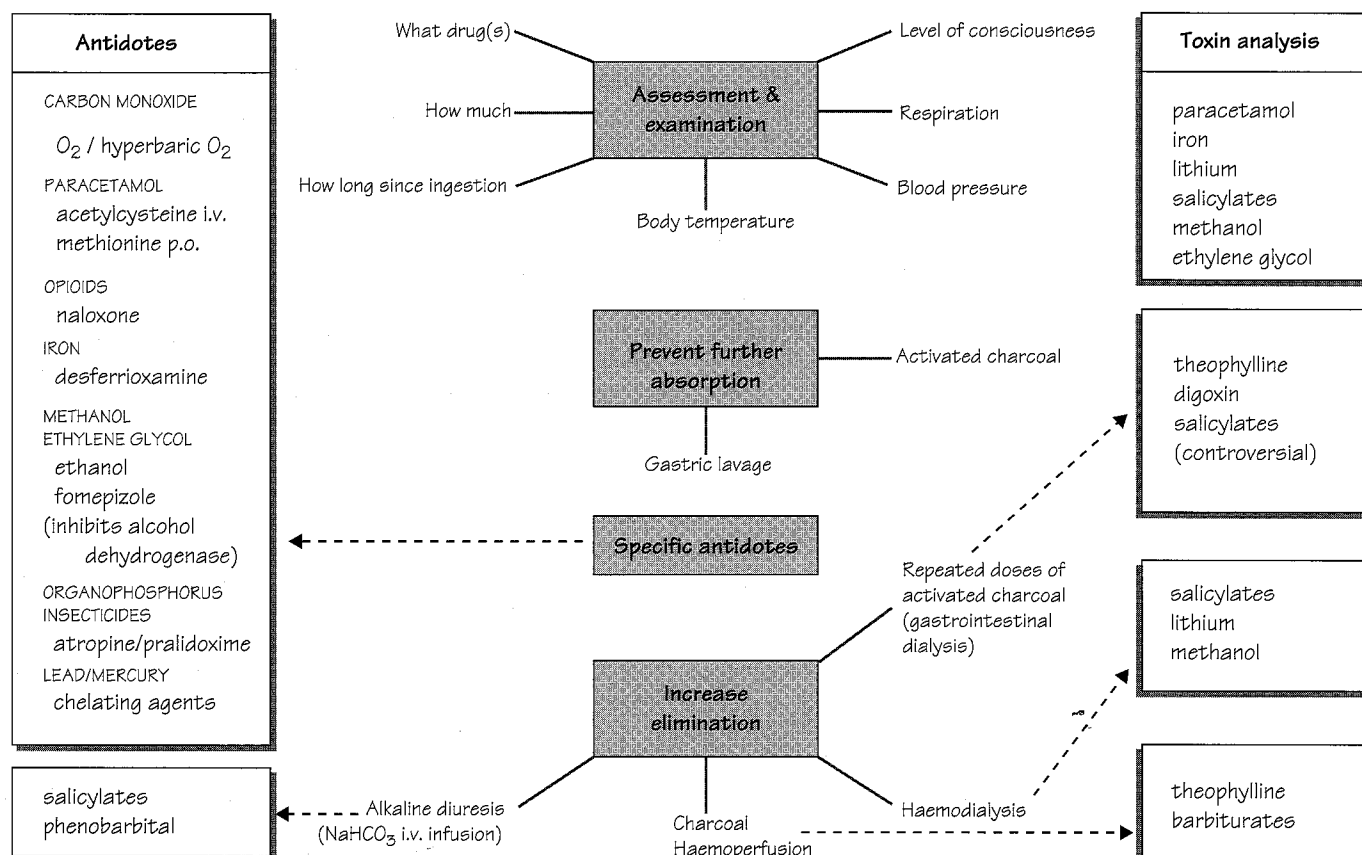 Antidotes
CARBON MONOXIDE
O2 / hyperbaric O2
PARACETAMOL
acetylcysteine i.v.
methionine p.o.
OPIOIDS
naloxone
IRON
desferrioxamine
METHANOL
ETHYLENE GLYCOL
ethanol
fomepizole
(inhibits alcohol
dehydrogenase)
ORGANOPHOSPHORUS
INSECTICIDES
atropine/pralidoxime
LEAD/MERCURY
chelating agents
salicylates
phenobarbital
What drug(s)
How much
How long since ingestion
Assessment &
examination
Body temperature
Level of consciousness
Respiration
Blood pressure
Prevent further
absorption
Activated charcoal
Gastric lavage
Specific antidotes
Increase
elimination
Repeated doses of
activated charcoal
(gastrointestinal
dialysis)
Alkaline diuresis
(NaHCO3 i.v. infusion)
Charcoal
Haemoperfusion
Haemodialysis
Toxin analysis
paracetamol
iron
lithium
salicylates
methanol
ethylene glycol
theophylline
digoxin
salicylates
(controversial)
salicylates
lithium
methanol
theophylline
barbiturates